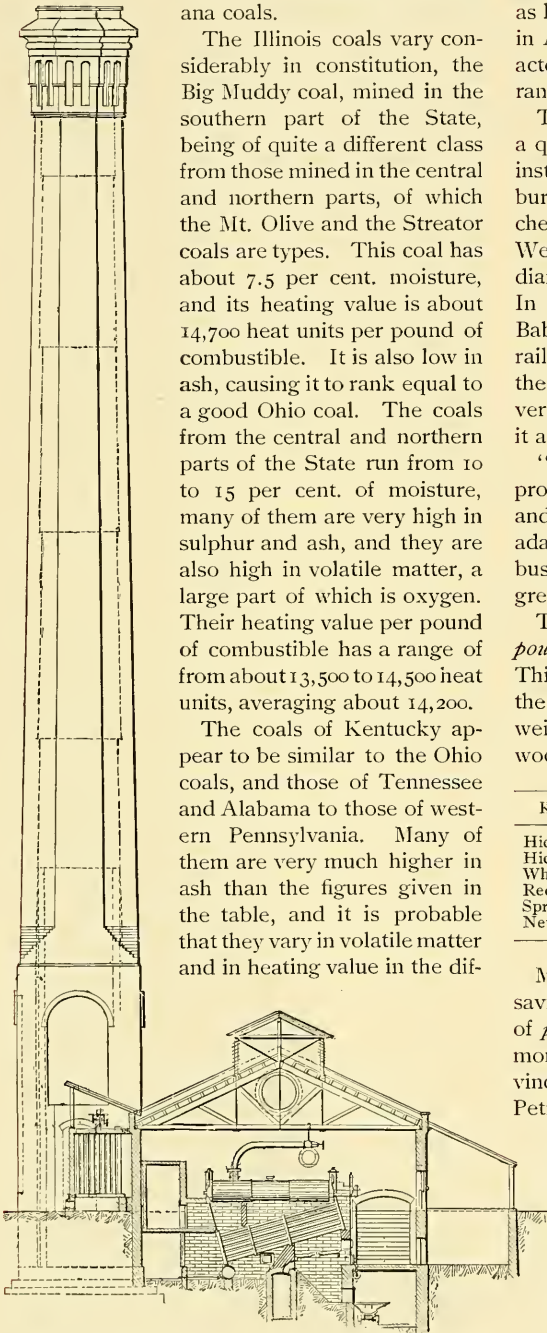 ana coals.
The Illinois coals vary con-
siderably in constitution, the
Big Muddy coal, mined in the
southern part of the State,
being of quite a different class
from those mined in the central
and northern parts, of which
the Mt. Olive and the Streator
coals are types. This coal has
about 7.5 per cent. moisture,
and its heating value is about
14,700 heat units per pound of
combustible. It is also low in
ash, causing it to rank equal to
a good Ohio coal. The coals
from the central and northern
parts of the State run from 10
to 15 per cent. of moisture,
many of them are very high in
sulphur and ash, and they are
also high in volatile matter, a
large part of which is oxygen.
Their heating value per pound
of combustible has a range of
from about 13,500 to 14,500 heat
units, averaging about 14,200.
The coals of Kentucky ap-
pear to be similar to the Ohio
coals, and those of Tennessee
and Alabama to those of west-
ern Pennsylvania. Many of
them are very much higher in
ash than the figures given in
the table, and it is probable
that they vary in volatile matter
and in heating value in the dif-
as
in
acte
ran
T
a q
inst
bur
che
We
dia
In
Bab
rail
the
ver
it a
“
pro
and
ada
bus
gre
T
pou
Thi
the
wei
woo
K
Hic
Hic
Wh
Rec
Spr
Ne
M
sav
of p
mor
vinc
Pet